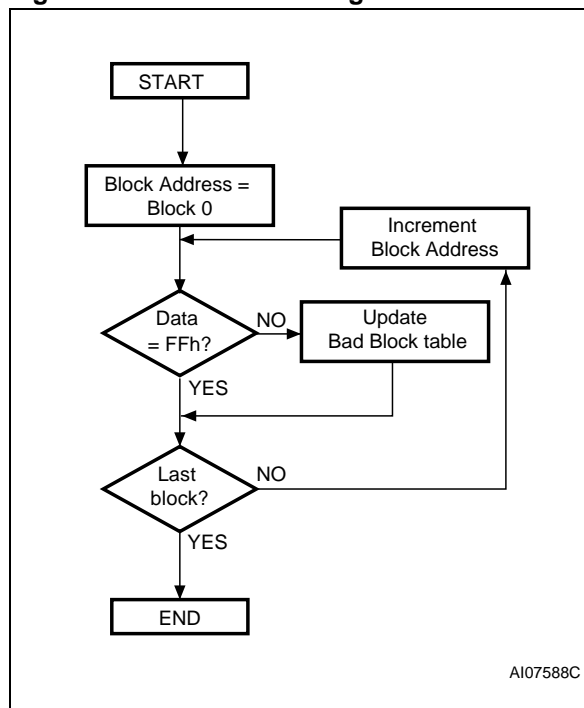 START
Block Address =
Block 0
Increment
Block Address
Data
= FFh?
NO
Update
Bad Block table
YES
Last
block?
NO
YES
END
AI07588C